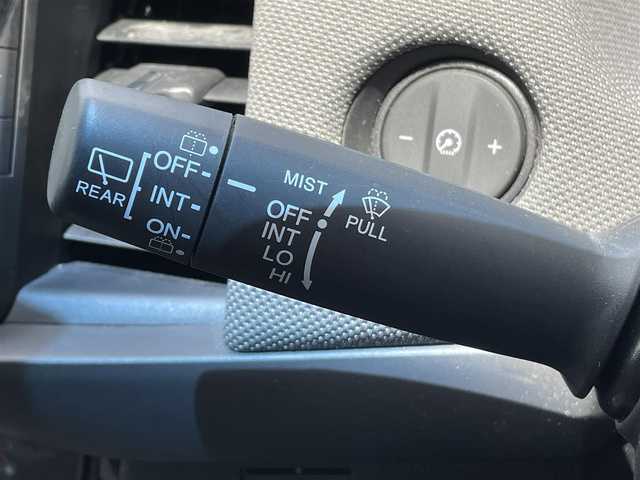 REAR
OFF-
INT-
ON-
MIST
OFF
INT
LO
HI
PULL
- +